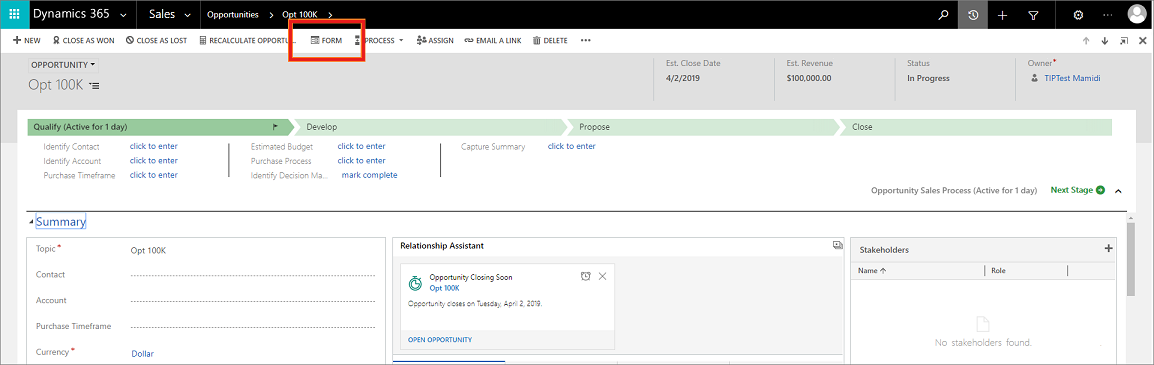 Dynamics 365 Sales Opportunities Opt 100K
NEW CLOSE AS WON CLOSE AS LOST RECALCULATE OPPORTU... FORM PROCESS ASSIGN EMAIL A LINK DELETE
OPPORTUNITY
Opt 100K
Est. Close Date
4/2/2019
Est. Revenue
$100,000.00
Status
In Progress
Owner*
TIPTest Mamidi
Qualify (Active for 1 day) Develop Propose Close
Identify Contact click to enter
Identify Account click to enter
Purchase Timeframe click to enter
Estimated Budget click to enter
Purchase Process click to enter
Identify Decision Ma... mark complete
Capture Summary click to enter
Opportunity Sales Process (Active for 1 day) Next Stage
Summary
Topic* Opt 100K
Contact
Account
Purchase Timeframe
Currency* Dollar
Relationship Assistant
Opportunity Closing Soon
Opt 100K
Opportunity closes on Tuesday, April 2, 2019.
OPEN OPPORTUNITY
Stakeholders
Name Role
No stakeholders found.